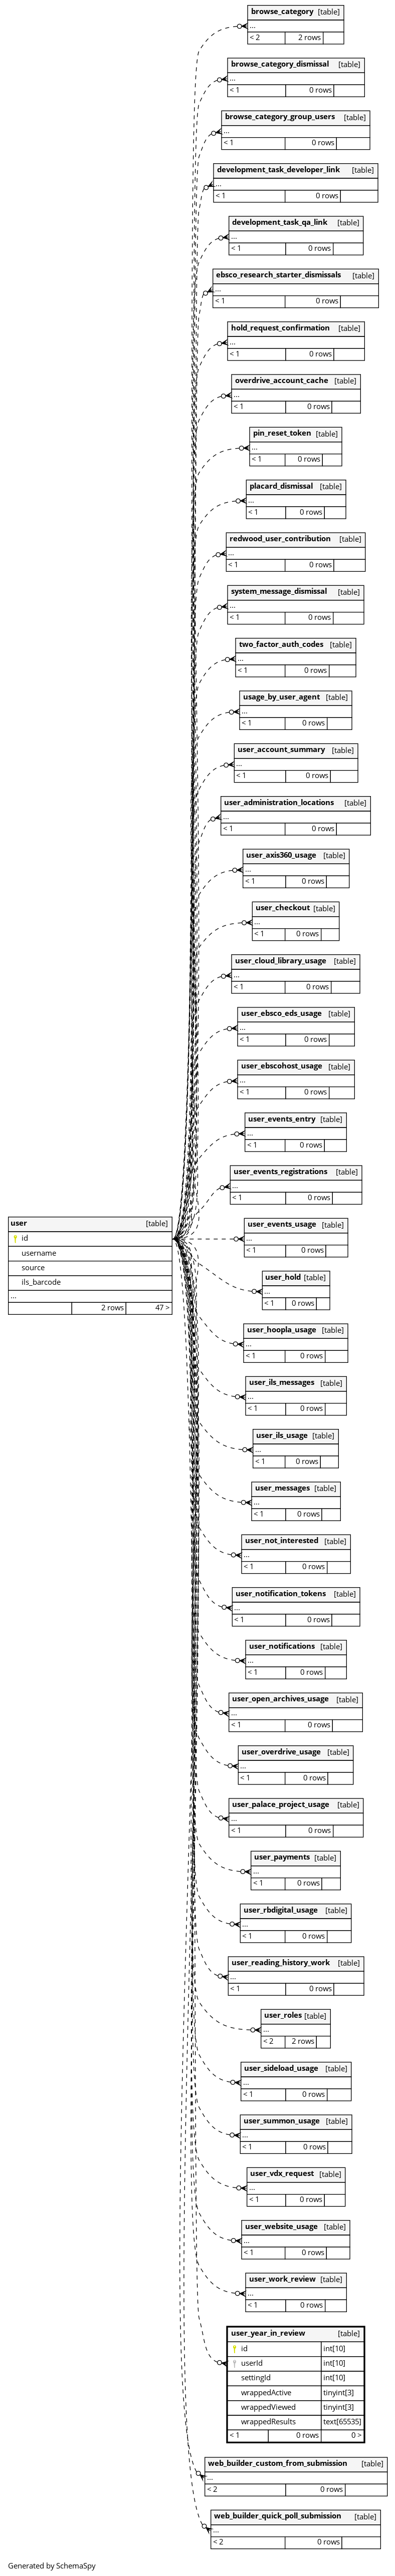 browse_category [table]
...
< 2 2 rows
browse_category_dismissal [table]
...
< 1 0 rows
browse_category_group_users [table]
...
< 1 0 rows
development_task_developer_link [table]
...
< 1 0 rows
development_task_qa_link [table]
...
< 1 0 rows
ebsco_research_starter_dismissals [table]
...
< 1 0 rows
hold_request_confirmation [table]
...
< 1 0 rows
overdrive_account_cache [table]
...
< 1 0 rows
pin_reset_token [table]
...
< 1 0 rows
placard_dismissal [table]
...
< 1 0 rows
redwood_user_contribution [table]
...
< 1 0 rows
system_message_dismissal [table]
...
< 1 0 rows
two_factor_auth_codes [table]
...
< 1 0 rows
usage_by_user_agent [table]
...
< 1 0 rows
user_account_summary [table]
...
< 1 0 rows
user_administration_locations [table]
...
< 1 0 rows
user_axis360_usage [table]
...
< 1 0 rows
user_checkout [table]
...
< 1 0 rows
user_cloud_library_usage [table]
...
< 1 0 rows
user_ebsco_eds_usage [table]
...
< 1 0 rows
user_ebscohost_usage [table]
...
< 1 0 rows
user_events_entry [table]
...
< 1 0 rows
user_events_registrations [table]
...
< 1 0 rows
user [table]
id
username
source
ils_barcode
...
2 rows 47 >
user_events_usage [table]
...
< 1 0 rows
user_hold [table]
...
< 1 0 rows
user_hoopla_usage [table]
...
< 1 0 rows
user_ils_messages [table]
...
< 1 0 rows
user_ils_usage [table]
...
< 1 0 rows
user_messages [table]
...
< 1 0 rows
user_not_interested [table]
...
< 1 0 rows
user_notification_tokens [table]
...
< 1 0 rows
user_notifications [table]
...
< 1 0 rows
user_open_archives_usage [table]
...
< 1 0 rows
user_overdrive_usage [table]
...
< 1 0 rows
user_palace_project_usage [table]
...
< 1 0 rows
user_payments [table]
...
< 1 0 rows
user_rbdigital_usage [table]
...
< 1 0 rows
user_reading_history_work [table]
...
< 1 0 rows
user_roles [table]
...
< 2 2 rows
user_sideload_usage [table]
...
< 1 0 rows
user_summon_usage [table]
...
< 1 0 rows
user_vdx_request [table]
...
< 1 0 rows
user_website_usage [table]
...
< 1 0 rows
user_work_review [table]
...
< 1 0 rows
user_year_in_review [table]
id int[10]
userId int[10]
settingId int[10]
wrappedActive tinyint[3]
wrappedViewed tinyint[3]
wrappedResults text[65535]
< 1 0 rows 0 >
web_builder_custom_from_submission [table]
...
< 2 0 rows
web_builder_quick_poll_submission [table]
...
< 2 0 rows
Generated by SchemaSpy